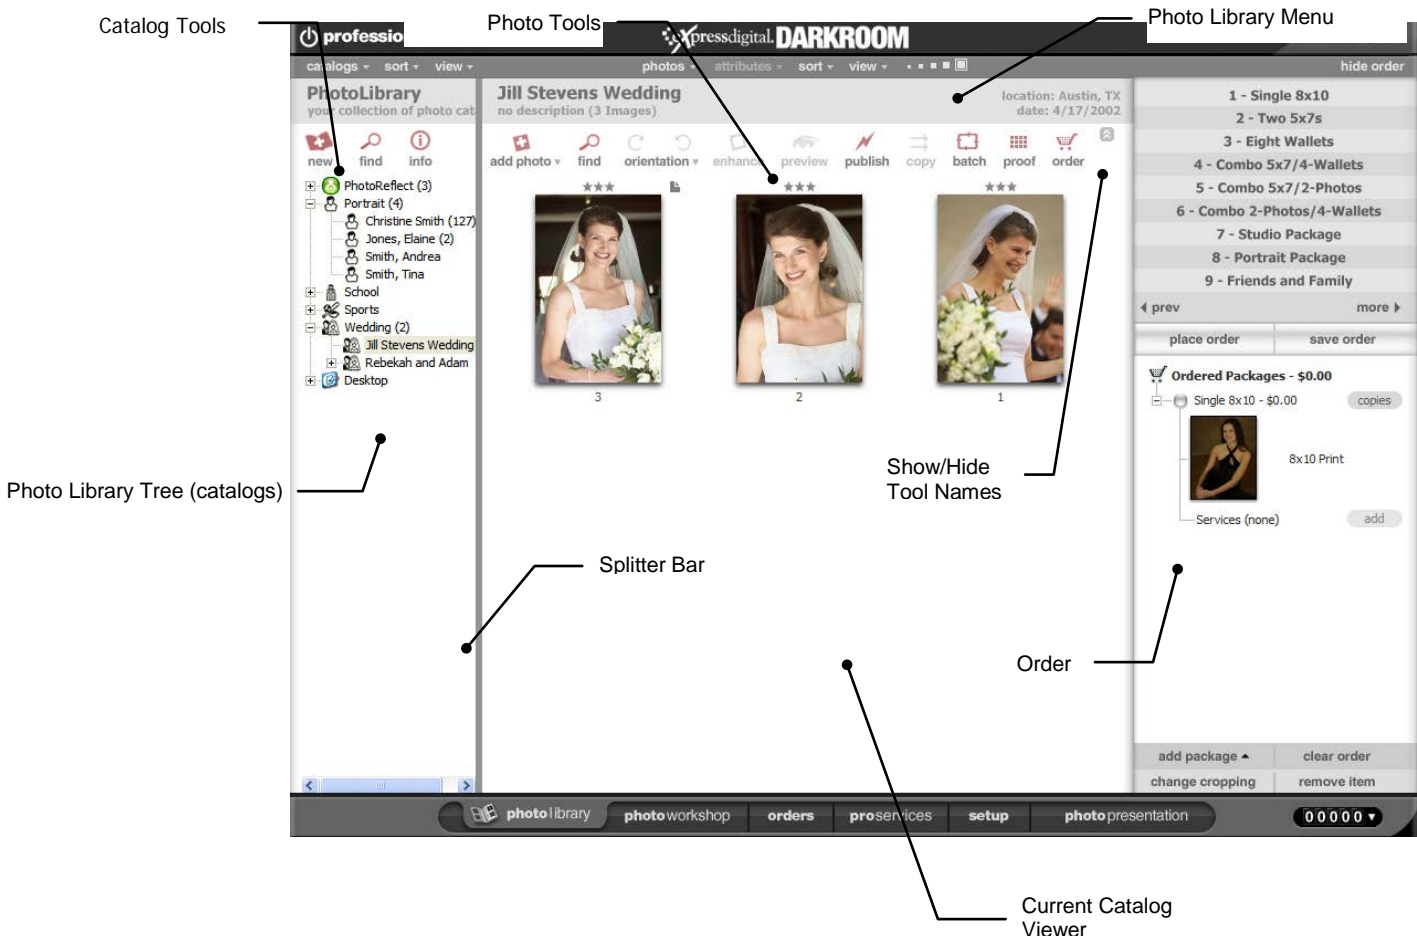 Catalog Tools
Photo Tools
Photo Library Menu
professio
Xpressdigital. DARKROOM
catalogs sort view
photos attributes sort view
hide order
PhotoLibrary
your collection of photo cat
Jill Stevens Wedding
no description (3 Images)
location: Austin, TX
date: 4/17/2002
new find info
add photo find orientation enhance preview publish copy batch proof order
PhotoReflect (3)
Portrait (4)
Christine Smith (127)
Jones, Elaine (2)
Smith, Andrea
Smith, Tina
School
Sports
Wedding (2)
Jill Stevens Wedding
Rebekah and Adam
Desktop
3
2
1
1 - Single 8x10
2 - Two 5x7s
3 - Eight Wallets
4 - Combo 5x7/4-Wallets
5 - Combo 5x7/2-Photos
6 - Combo 2-Photos/4-Wallets
7 - Studio Package
8 - Portrait Package
9 - Friends and Family
prev more
place order save order
Ordered Packages - $0.00
Single 8x10 - $0.00 copies
8x10 Print
Services (none) add
Show/Hide
Tool Names
Photo Library Tree (catalogs)
Splitter Bar
Order
add package clear order
change cropping remove item
photolibrary photoworkshop orders proservices setup photopresentation 00000
Current Catalog
Viewer